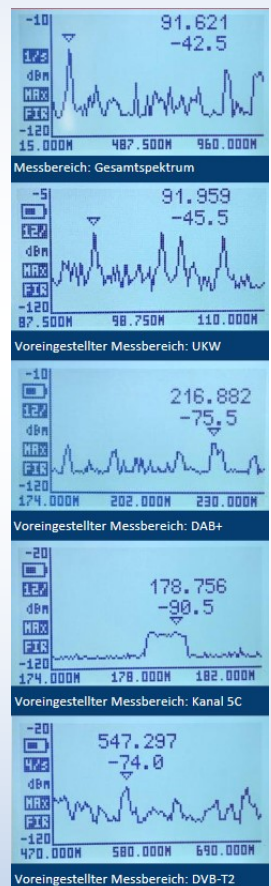 -10
91.621
-42.5
1/s
dBm
MAX
FIR
-120
15.000M 487.500M 960.000M
Messbereich: Gesamtspektrum
-5
91.959
-45.5
12/
dBm
MAX
FIR
-120
87.500M 98.750M 110.000M
Voreingestellter Messbereich: UKW
-10
216.882
-75.5
12/
dBm
MAX
FIR
-120
174.000M 202.000M 230.000M
Voreingestellter Messbereich: DAB+
-20
178.756
-90.5
12/
dBm
MAX
FIR
-120
174.000M 178.000M 182.000M
Voreingestellter Messbereich: Kanal 5C
-20
547.297
-74.0
4/s
dBm
MAX
FIR
-120
470.000M 580.000M 690.000M
Voreingestellter Messbereich: DVB-T2